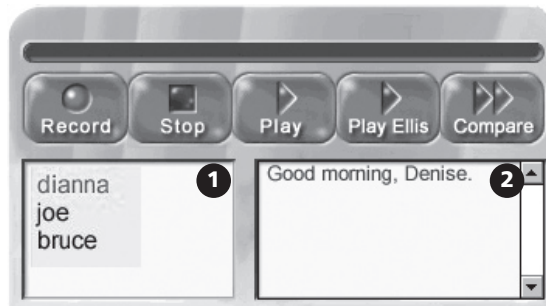 Record Stop Play Play Ellis Compare
dianna
joe
bruce
1
Good morning, Denise.
2